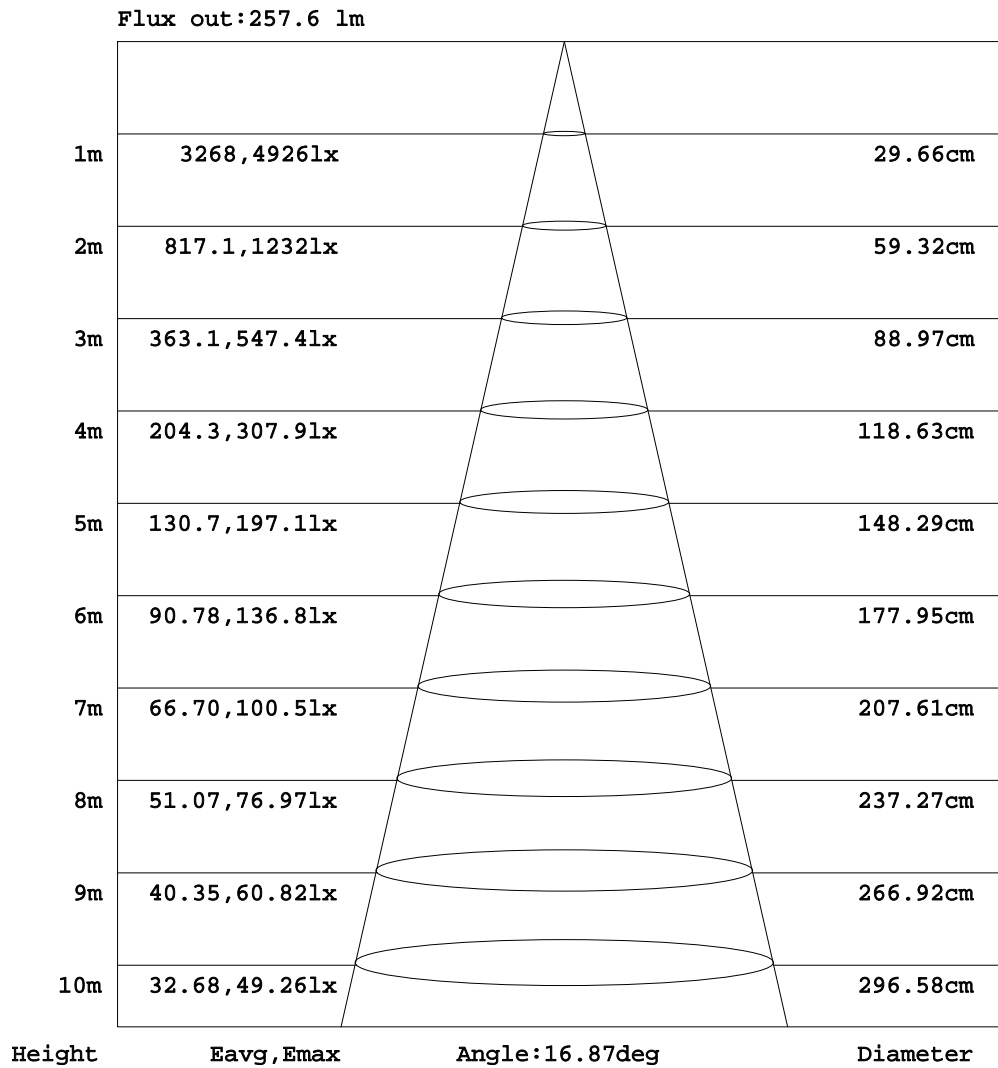 Flux out:257.6 lm
1m 3268,4926lx 29.66cm
2m 817.1,1232lx 59.32cm
3m 363.1,547.4lx 88.97cm
4m 204.3,307.9lx 118.63cm
5m 130.7,197.1lx 148.29cm
6m 90.78,136.8lx 177.95cm
7m 66.70,100.5lx 207.61cm
8m 51.07,76.97lx 237.27cm
9m 40.35,60.82lx 266.92cm
10m 32.68,49.26lx 296.58cm
Height Eavg,Emax Angle:16.87deg Diameter